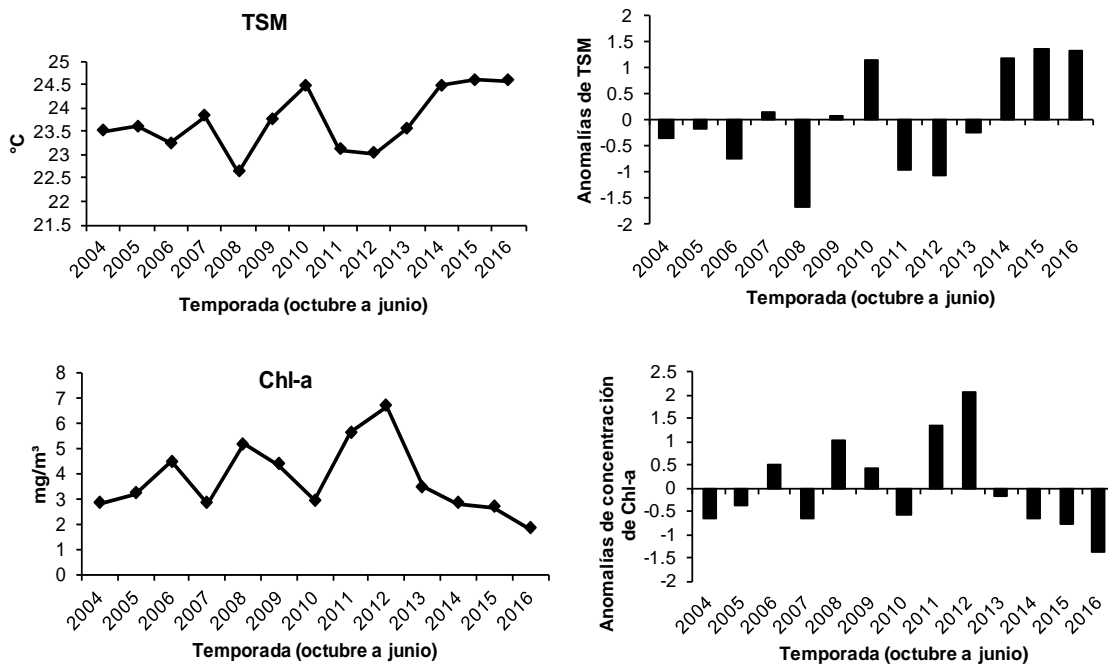 TSM
25
24.5
24
23.5
23
22.5
22
21.5
°C
2004 2005 2006 2007 2008 2009 2010 2011 2012 2013 2014 2015 2016
Temporada (octubre a junio)
2
1.5
1
0.5
0
-0.5
-1
-1.5
-2
Anomalías de TSM
2004 2005 2006 2007 2008 2009 2010 2011 2012 2013 2014 2015 2016
Temporada (octubre a junio)
Chl-a
8
7
6
5
4
3
2
1
0
mg/m³
2004 2005 2006 2007 2008 2009 2010 2011 2012 2013 2014 2015 2016
Temporada (octubre a junio)
2.5
2
1.5
1
0.5
0
-0.5
-1
-1.5
-2
Anomalías de concentración
de Chl-a
2004 2005 2006 2007 2008 2009 2010 2011 2012 2013 2014 2015 2016
Temporada (octubre a junio)